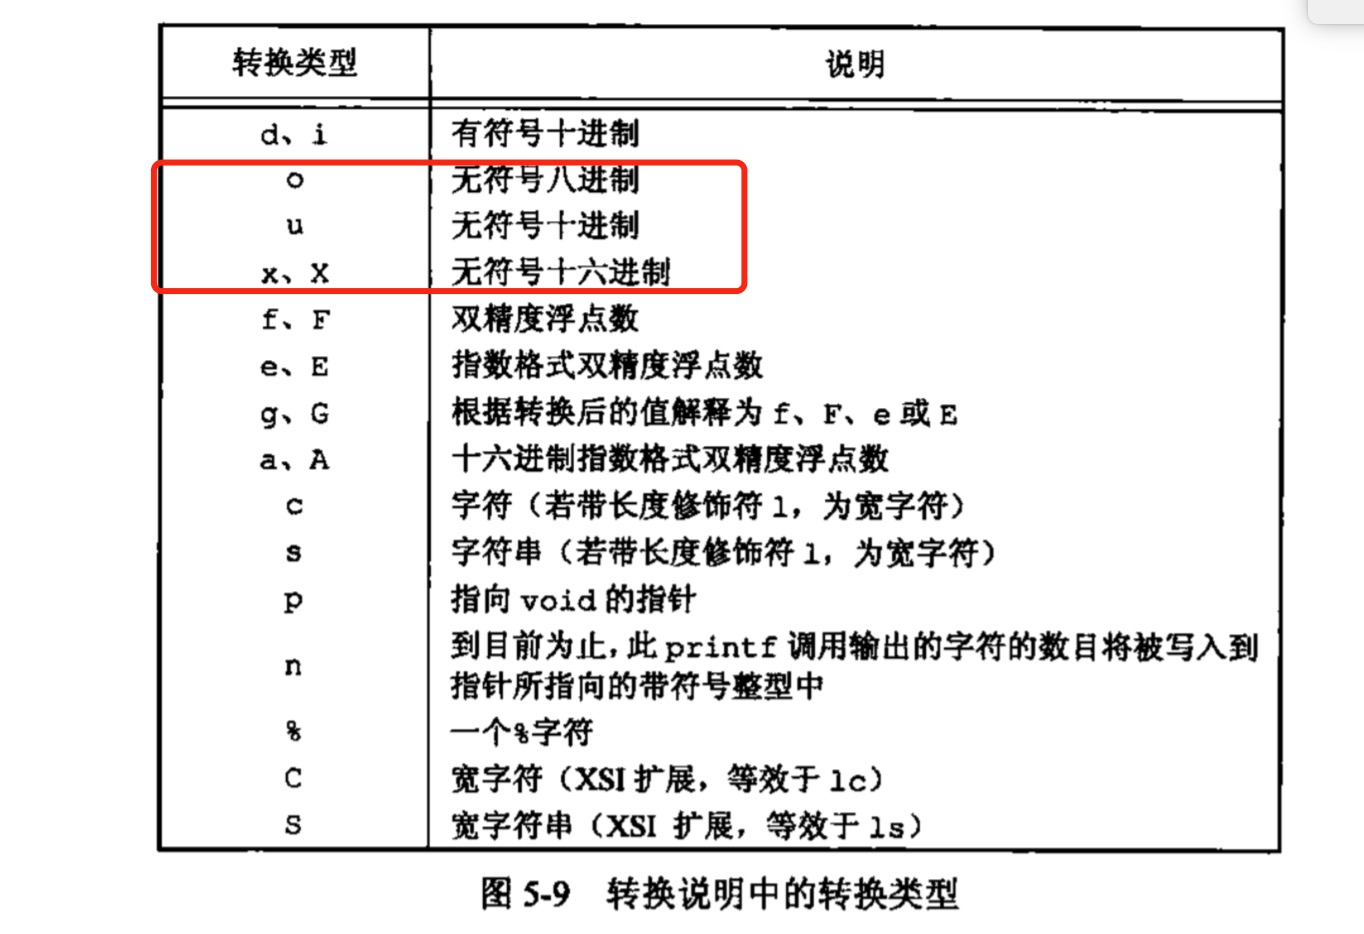 转换类型 说明
d、i 有符号十进制
o 无符号八进制
u 无符号十进制
x、X 无符号十六进制
f、F 双精度浮点数
e、E 指数格式双精度浮点数
g、G 根据转换后的值解释为 f、F、e 或 E
a、A 十六进制指数格式双精度浮点数
c 字符（若带长度修饰符 l，为宽字符）
s 字符串（若带长度修饰符 l，为宽字符）
p 指向 void 的指针
到目前为止，此 printf 调用输出的字符的数目将被写入到
n 指针所指向的带符号整型中
% 一个%字符
C 宽字符（XSI 扩展，等效于 lc）
S 宽字符串（XSI 扩展，等效于 ls）
图 5-9 转换说明中的转换类型